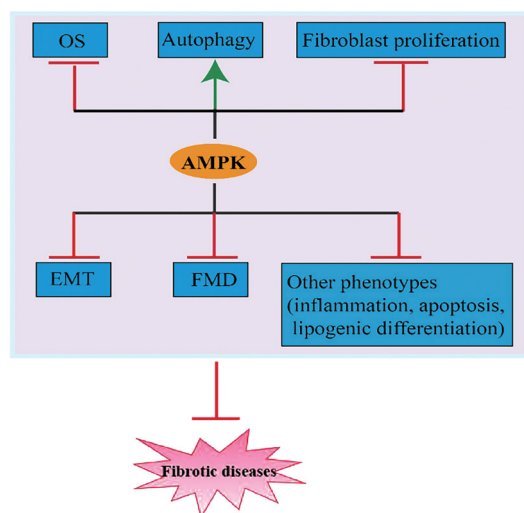 OS
Autophagy
Fibroblast proliferation
AMPK
EMT
FMD
Other phenotypes
(inflammation, apoptosis,
lipogenic differentiation)
Fibrotic diseases